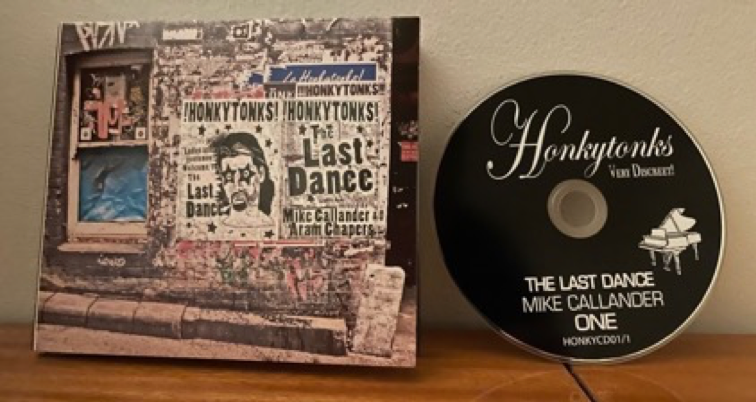 !HONKYTONKS!
!HONKYTONKS!
!HONKYTONKS!
The
Last
Dance
The
Last
Dance
Mike Callander
Aram Chapers
Honkytonks
VERI DISCREET!
THE LAST DANCE
MIKE CALLANDER
ONE
HONKYCD01/1